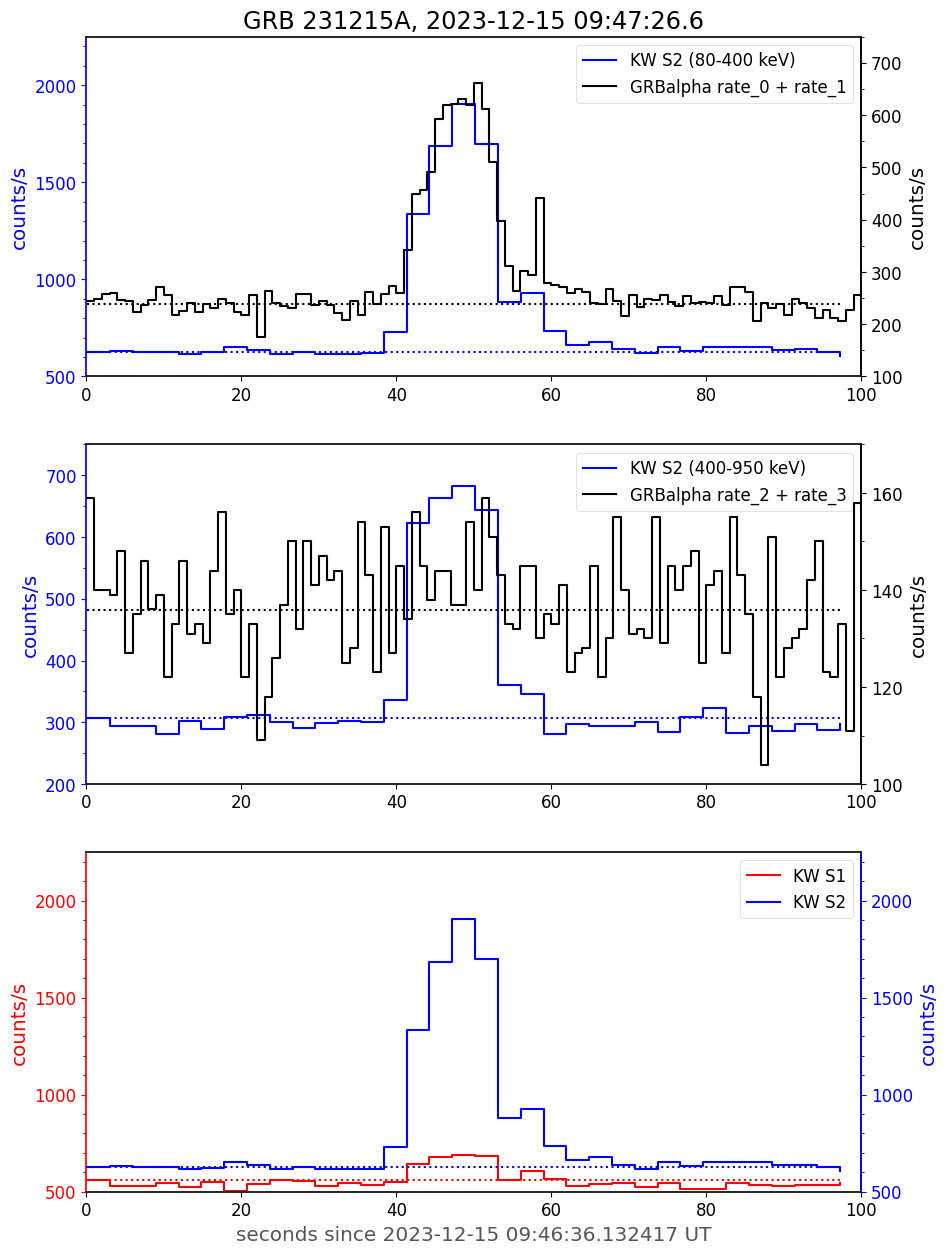 GRB 231215A, 2023-12-15 09:47:26.6
KW S2 (80-400 keV)
GRBalpha rate_0 + rate_1
counts/s
counts/s
2000
1500
1000
500
700
600
500
400
300
200
100
0 20 40 60 80 100
KW S2 (400-950 keV)
GRBalpha rate_2 + rate_3
counts/s
counts/s
700
600
500
400
300
200
160
140
120
100
0 20 40 60 80 100
KW S1
KW S2
counts/s
counts/s
2000
1500
1000
500
2000
1500
1000
500
0 20 40 60 80 100
seconds since 2023-12-15 09:46:36.132417 UT